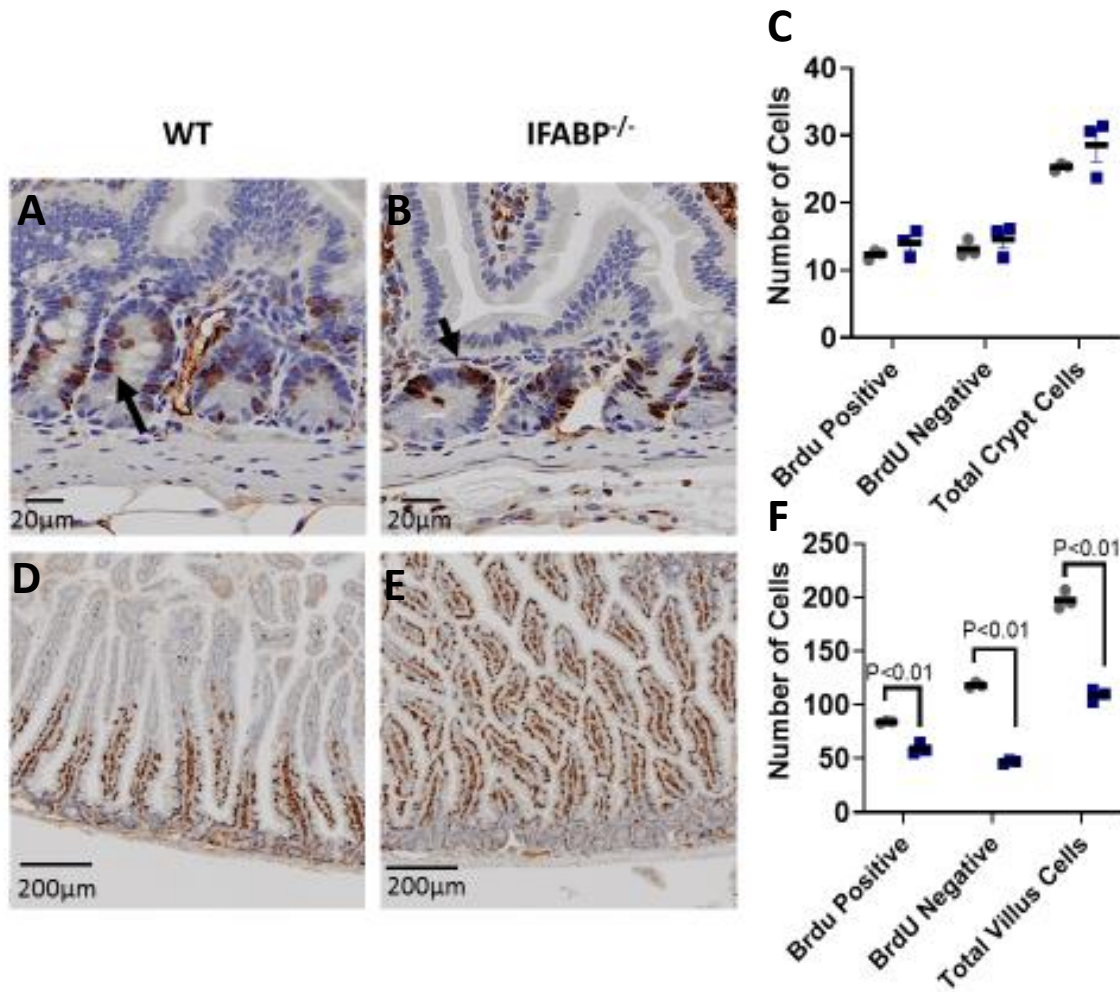 WT
IFABP-/-
A
20µm
B
20µm
C
Number of Cells
40
30
20
10
0
Brdu Positive
BrdU Negative
Total Crypt Cells
D
200µm
E
200µm
F
Number of Cells
250
200
150
100
50
0
P<0.01
P<0.01
P<0.01
Brdu Positive
BrdU Negative
Total Villus Cells